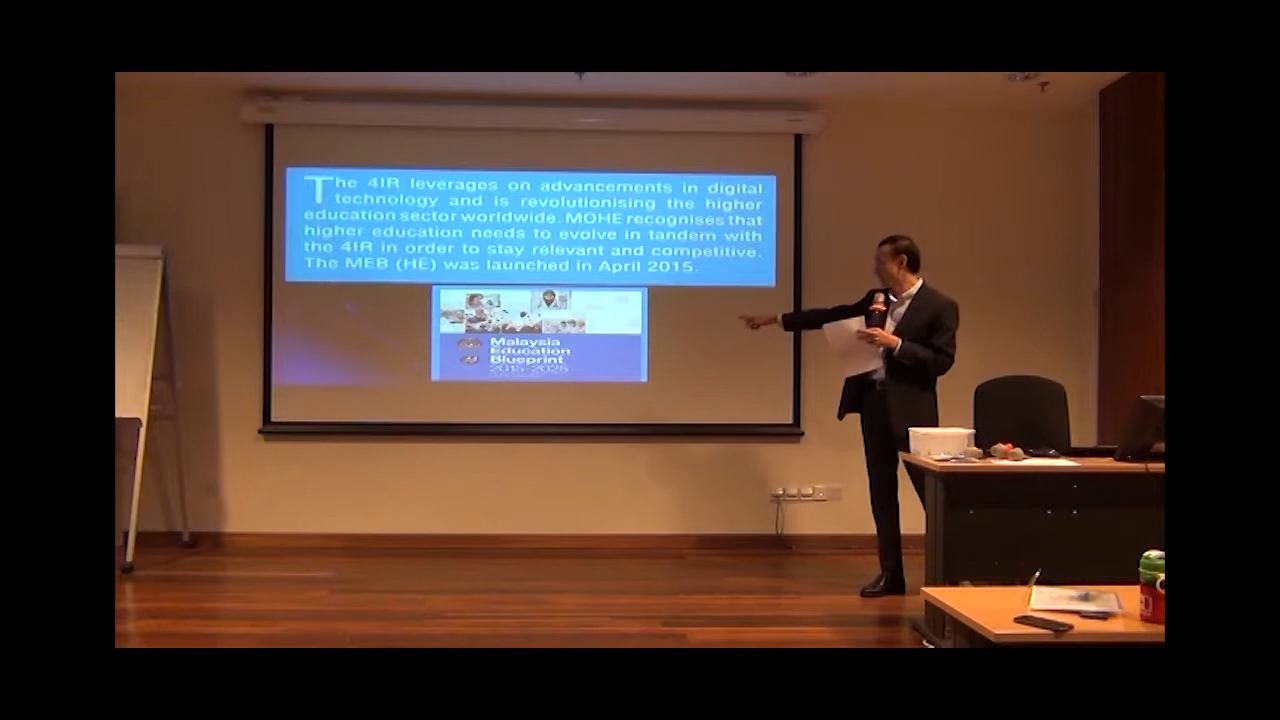 The 4IR leverages on advancements in digital
technology and is revolutionising the higher
education sector worldwide. MOHE recognises that
higher education needs to evolve in tandem with
the 4IR in order to stay relevant and competitive.
The MEB (HE) was launched in April 2015.
Malaysia
Education
Blueprint
2015-2025